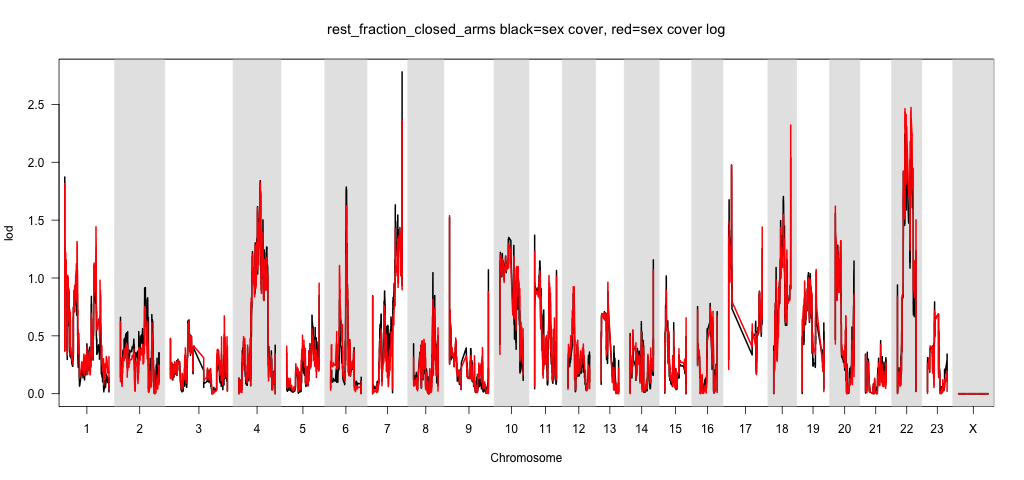 rest_fraction_closed_arms black=sex cover, red=sex cover log
lod
2.5
2.0
1.5
1.0
0.5
0.0
1 2 3 4 5 6 7 8 9 10 11 12 13 14 15 16 17 18 19 20 21 22 23 X
Chromosome